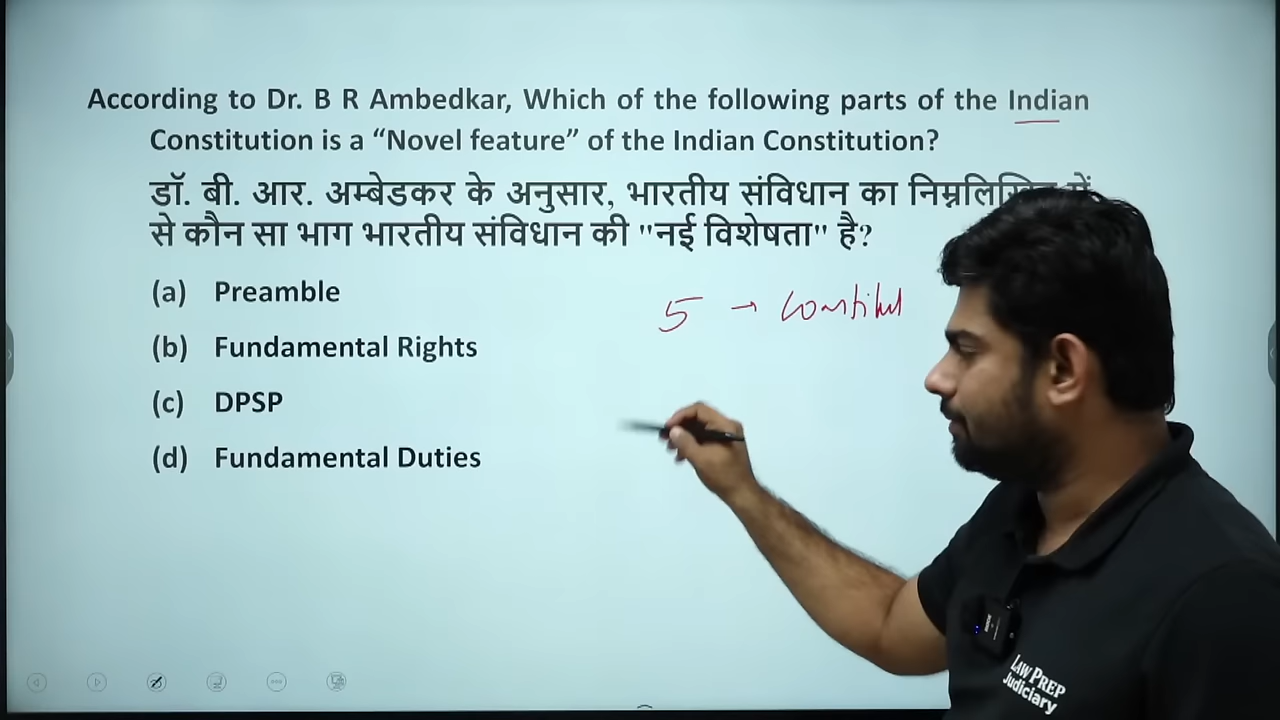 According to Dr. B R Ambedkar, Which of the following parts of the Indian
Constitution is a “Novel feature” of the Indian Constitution?
डॉ. बी. आर. अम्बेडकर के अनुसार, भारतीय संविधान का निम्नलिखित में
से कौन सा भाग भारतीय संविधान की "नई विशेषता" है?
(a) Preamble
5 →
(b) Fundamental Rights
(c) DPSP
(d) Fundamental Duties
LAW PREP
Judiciary